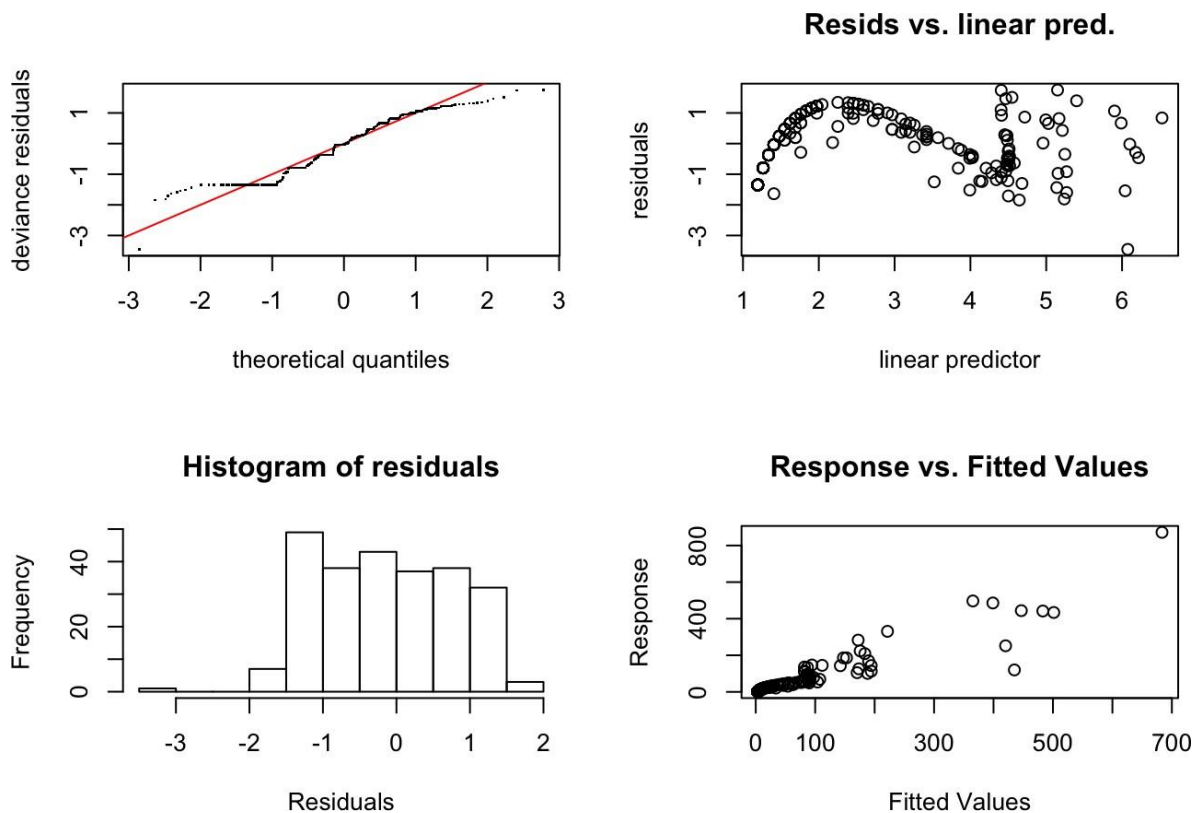 deviance residuals
1
-1
-3
-3 -2 -1 0 1 2 3
theoretical quantiles
Resids vs. linear pred.
residuals
1
-1
-3
1 2 3 4 5 6
linear predictor
Histogram of residuals
Frequency
40
20
0
-3 -2 -1 0 1 2
Residuals
Response vs. Fitted Values
Response
800
400
0
0 100 300 500 700
Fitted Values